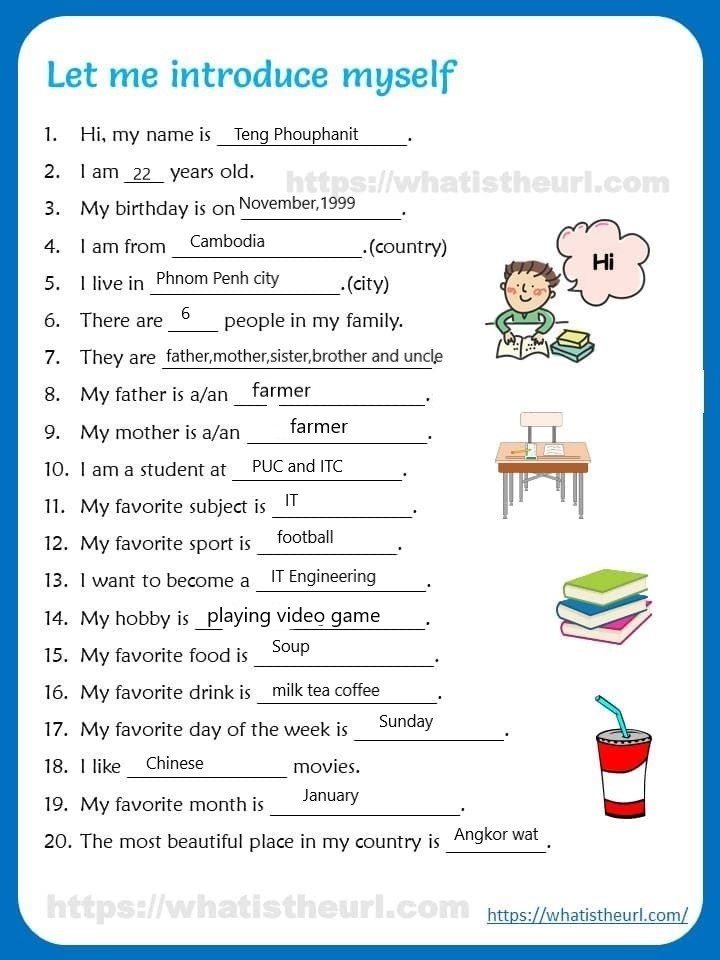 Let me introduce myself
1. Hi, my name is Teng Phouphanit.
2. I am 22 years old.
https://whatistheurl.com
3. My birthday is on November,1999.
4. I am from Cambodia.(country)
Hi
5. I live in Phnom Penh city.(city)
6. There are 6 people in my family.
7. They are father,mother,sister,brother and uncle.
8. My father is a/an farmer.
9. My mother is a/an farmer.
10. I am a student at PUC and ITC.
11. My favorite subject is IT.
12. My favorite sport is football.
13. I want to become a IT Engineering.
14. My hobby is playing video game.
15. My favorite food is Soup.
16. My favorite drink is milk tea coffee.
17. My favorite day of the week is Sunday.
18. I like Chinese movies.
19. My favorite month is January.
20. The most beautiful place in my country is Angkor wat.
https://whatistheurl.com
https://whatistheurl.com/